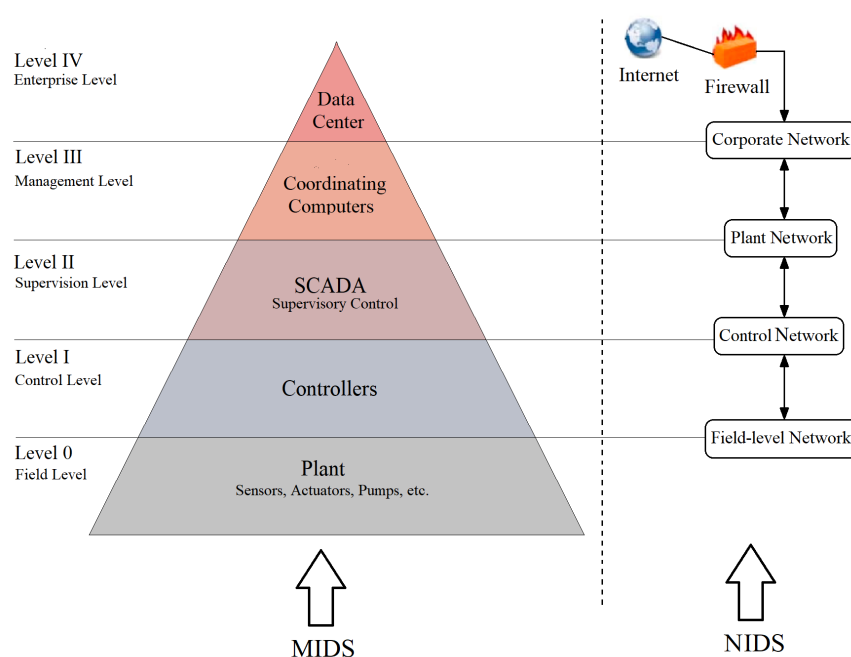 Level IV
Enterprise Level
Data
Center
Level III
Management Level
Coordinating
Computers
Level II
Supervision Level
SCADA
Supervisory Control
Level I
Control Level
Controllers
Level 0
Field Level
Plant
Sensors, Actuators, Pumps, etc.
MIDS
Internet
Firewall
Corporate Network
Plant Network
Control Network
Field-level Network
NIDS